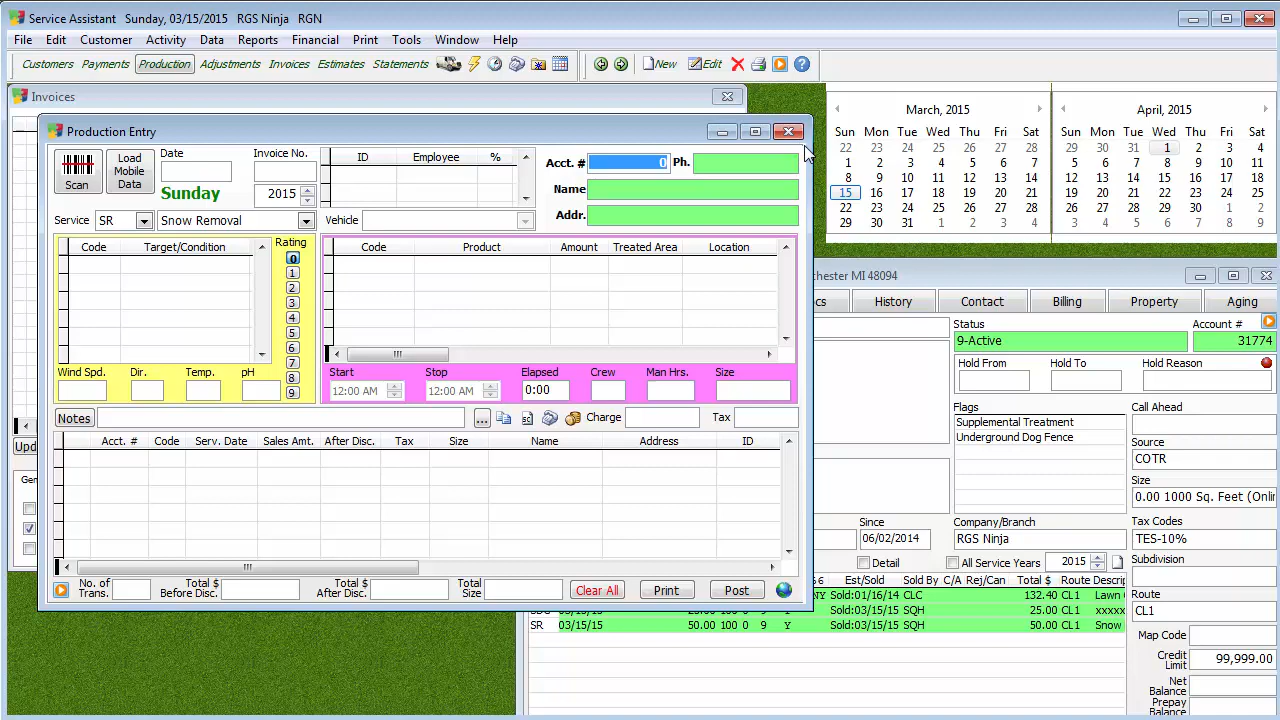 Service Assistant Sunday, 03/15/2015 RGS Ninja RGN
File Edit Customer Activity Data Reports Financial Print Tools Window Help
Customers Payments Production Adjustments Invoices Estimates Statements New Edit
Invoices
Production Entry
Scan
Load Mobile Data
Date
Sunday
Invoice No.
2015
ID Employee %
Acct. # 0 Ph.
Name
Addr.
Service SR Snow Removal Vehicle
Code Target/Condition
Rating
0
1
2
3
4
5
6
7
8
9
Code Product Amount Treated Area Location
Wind Spd. Dir. Temp. pH
Start Stop Elapsed Crew Man Hrs. Size
12:00 AM 12:00 AM 0:00
Notes ... Charge Tax
Acct. # Code Serv. Date Sales Amt. After Disc. Tax Size Name Address ID
No. of Trans. Total $ Before Disc. Total $ After Disc. Total Size Clear All Print Post
Upd
Gen
March, 2015
Sun Mon Tue Wed Thu Fri Sat
22 23 24 25 26 27 28
1 2 3 4 5 6 7
8 9 10 11 12 13 14
15 16 17 18 19 20 21
22 23 24 25 26 27 28
29 30 31
April, 2015
Sun Mon Tue Wed Thu Fri Sat
29 30 31 1 2 3 4
5 6 7 8 9 10 11
12 13 14 15 16 17 18
19 20 21 22 23 24 25
26 27 28 29 30 1 2
3 4 5 6 7 8 9
chester MI 48094
cs History Contact Billing Property Aging
Status Account #
9-Active 31774
Hold From Hold To Hold Reason
Flags
Supplemental Treatment
Underground Dog Fence
Call Ahead
Source
COTR
Size
0.00 1000 Sq. Feet (Onli
Since
06/02/2014
Company/Branch
RGS Ninja
Tax Codes
TES-10%
Detail All Service Years 2015
Subdivision
Route
CL1
Map Code
Credit Limit 99,999.00
Net Balance
Prepay Balance
Est/Sold Sold By C/A Rej/Can Total $ Route Descrip
NY Sold:01/16/14 CLC 132.40 CL1 Lawn
Sold:03/15/15 SQH 25.00 CL1 xxxxx
SR 03/15/15 50.00 100 0 9 Y Sold:03/15/15 SQH 50.00 CL1 Snow